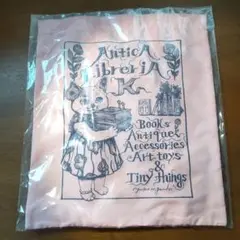 Antica
Libreria
K
Books
Antique
Accessories
Art toys
&
Tiny Things